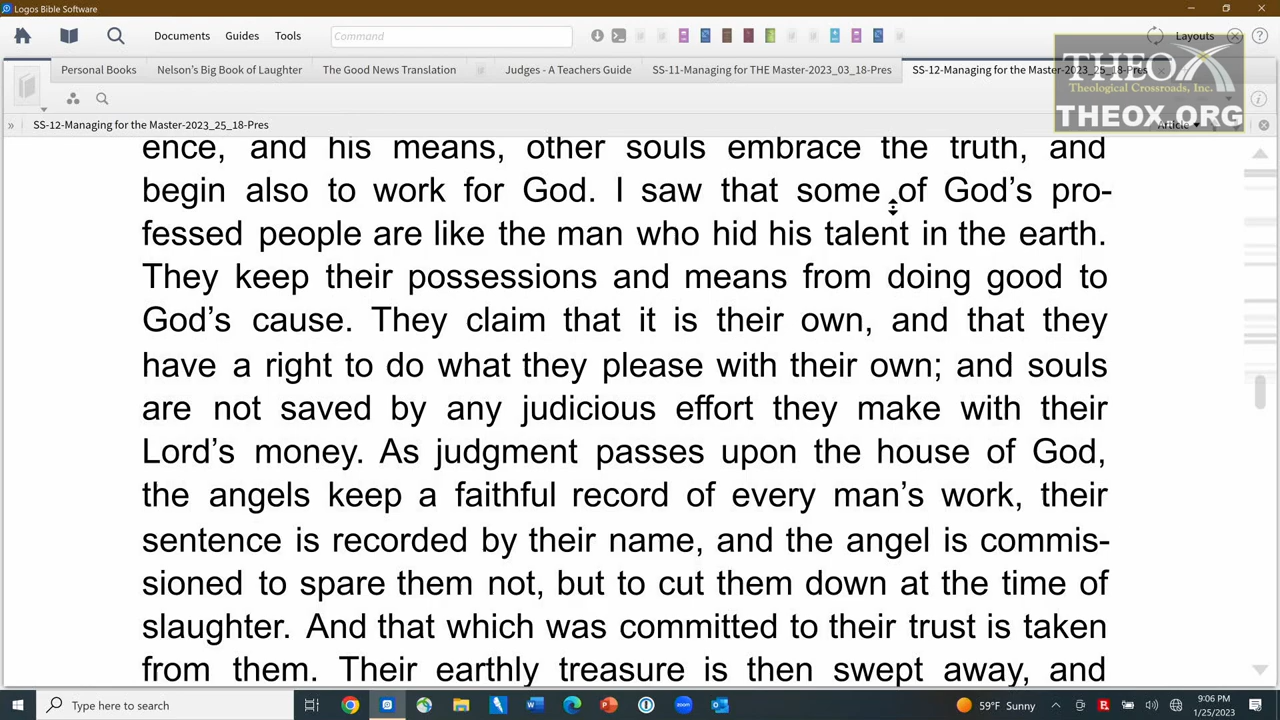 Logos Bible Software
Documents Guides Tools Command Layouts
Personal Books Nelson's Big Book of Laughter Judges - A Teachers Guide SS-11-Managing for THE Master-2023_03_18-pres SS-12-Managing for the Master-2023_25_18-Pres
THEOX
Theological Crossroads, Inc.
THEOX.ORG
SS-12-Managing for the Master-2023_25_18-Pres Article
ence, and his means, other souls embrace the truth, and
begin also to work for God. I saw that some of God’s pro-
fessed people are like the man who hid his talent in the earth.
They keep their possessions and means from doing good to
God’s cause. They claim that it is their own, and that they
have a right to do what they please with their own; and souls
are not saved by any judicious effort they make with their
Lord’s money. As judgment passes upon the house of God,
the angels keep a faithful record of every man’s work, their
sentence is recorded by their name, and the angel is commis-
sioned to spare them not, but to cut them down at the time of
slaughter. And that which was committed to their trust is taken
from them. Their earthly treasure is then swept away, and
Type here to search 59°F Sunny 9:06 PM
1/25/2023